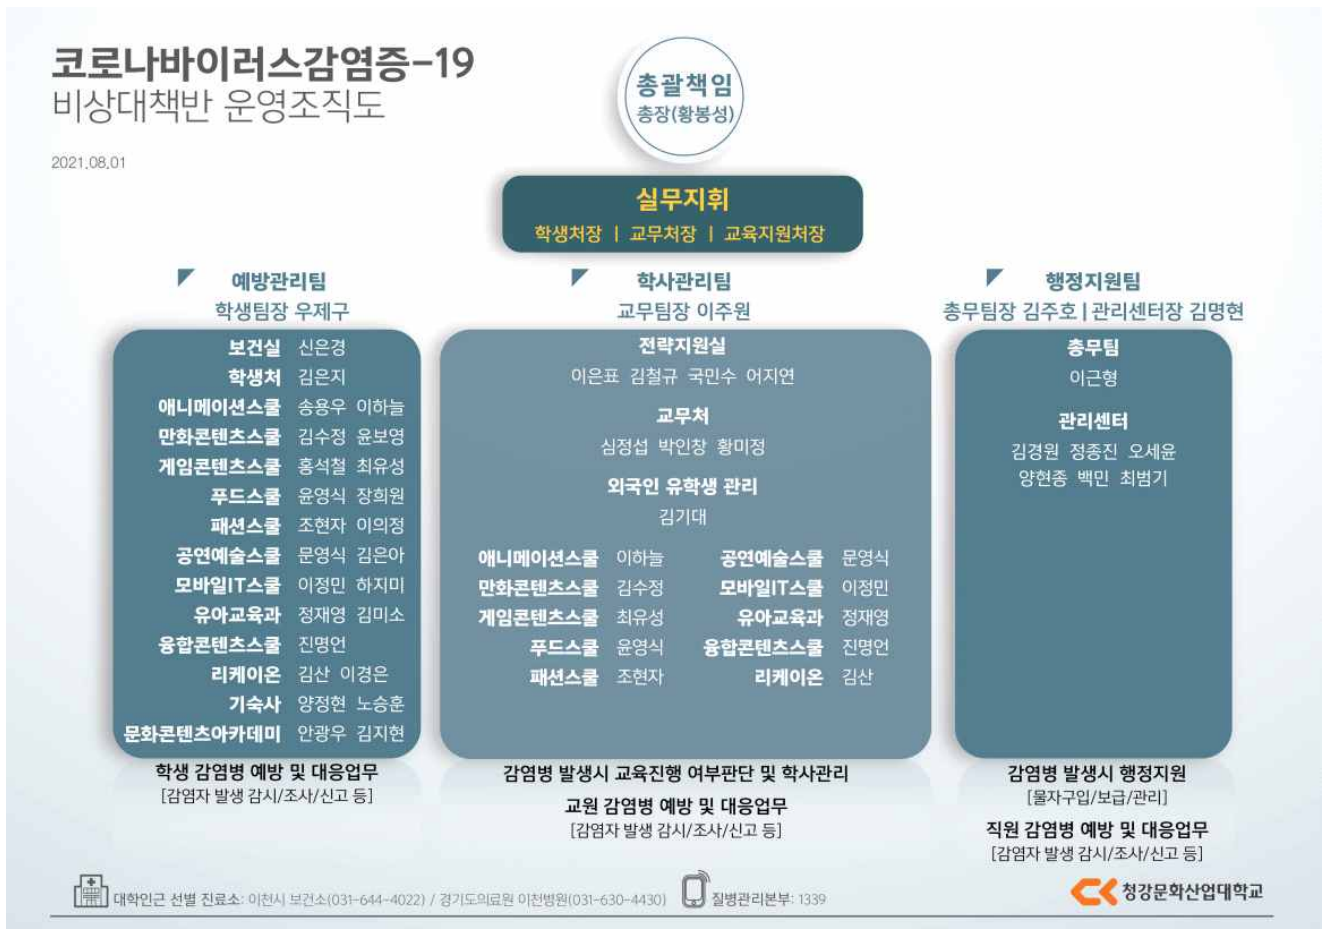 코로나바이러스감염증-19
비상대책반 운영조직도
2021.08.01
총괄책임
총장(황봉성)
실무지휘
학생처장 | 교무처장 | 교육지원처장
예방관리팀
학생팀장 우제구
보건실 신은경
학생처 김은지
애니메이션스쿨 송용우 이하늘
만화콘텐츠스쿨 김수정 윤보영
게임콘텐츠스쿨 홍석철 최유성
푸드스쿨 윤영식 장희원
패션스쿨 조현자 이의정
공연예술스쿨 문영식 김은아
모바일IT스쿨 이정민 하지미
유아교육과 정재영 김미소
융합콘텐츠스쿨 진명언
리케이온 김산 이경은
기숙사 양정현 노승훈
문화콘텐츠아카데미 안광우 김지현
학생 감염병 예방 및 대응업무
[감염자 발생 감시/조사/신고 등]
학사관리팀
교무팀장 이주원
전략지원실
이은표 김철규 국민수 어지연
교무처
심정섭 박인창 황미정
외국인 유학생 관리
김기대
애니메이션스쿨 이하늘 공연예술스쿨 문영식
만화콘텐츠스쿨 김수정 모바일IT스쿨 이정민
게임콘텐츠스쿨 최유성 유아교육과 정재영
푸드스쿨 윤영식 융합콘텐츠스쿨 진명언
패션스쿨 조현자 리케이온 김산
감염병 발생시 교육진행 여부판단 및 학사관리
교원 감염병 예방 및 대응업무
[감염자 발생 감시/조사/신고 등]
행정지원팀
총무팀장 김주호 | 관리센터장 김명현
총무팀
이근형
관리센터
김경원 정종진 오세윤
양현종 백민 최범기
감염병 발생시 행정지원
[물자구입/보급/관리]
직원 감염병 예방 및 대응업무
[감염자 발생 감시/조사/신고 등]
대학인근 선별 진료소: 이천시 보건소(031-644-4022) / 경기도의료원 이천병원(031-630-4430) 질병관리본부: 1339
청강문화산업대학교